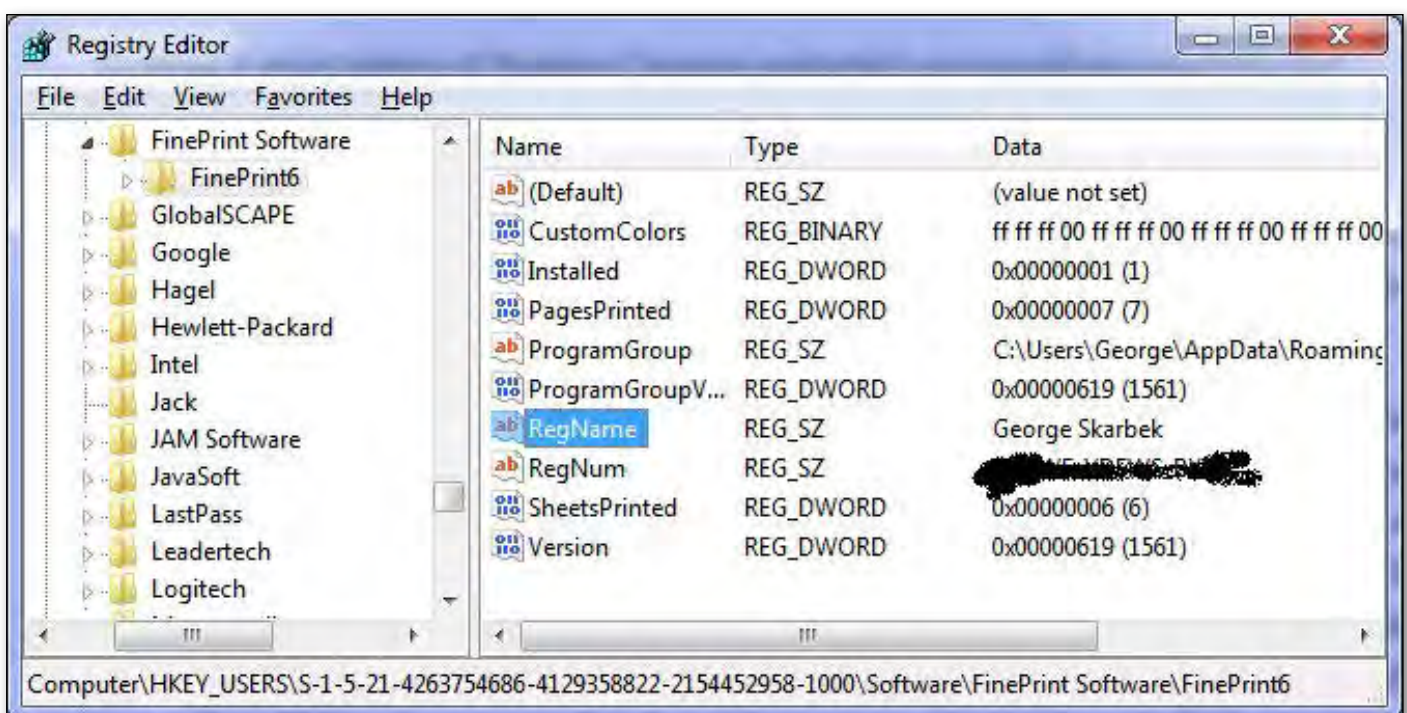 Registry Editor
File Edit View Favorites Help
FinePrint Software
FinePrint6
GlobalSCAPE
Google
Hagel
Hewlett-Packard
Intel
Jack
JAM Software
JavaSoft
LastPass
Leadertech
Logitech
Name Type Data
(Default) REG_SZ (value not set)
CustomColors REG_BINARY ff ff ff 00 ff ff ff 00 ff ff ff 00 ff ff ff 00
Installed REG_DWORD 0x00000001 (1)
PagesPrinted REG_DWORD 0x00000007 (7)
ProgramGroup REG_SZ C:\Users\George\AppData\Roaming
ProgramGroupV... REG_DWORD 0x00000619 (1561)
RegName REG_SZ George Skarbek
RegNum REG_SZ
SheetsPrinted REG_DWORD 0x00000006 (6)
Version REG_DWORD 0x00000619 (1561)
Computer\HKEY_USERS\S-1-5-21-4263754686-4129358822-2154452958-1000\Software\FinePrint Software\FinePrint6